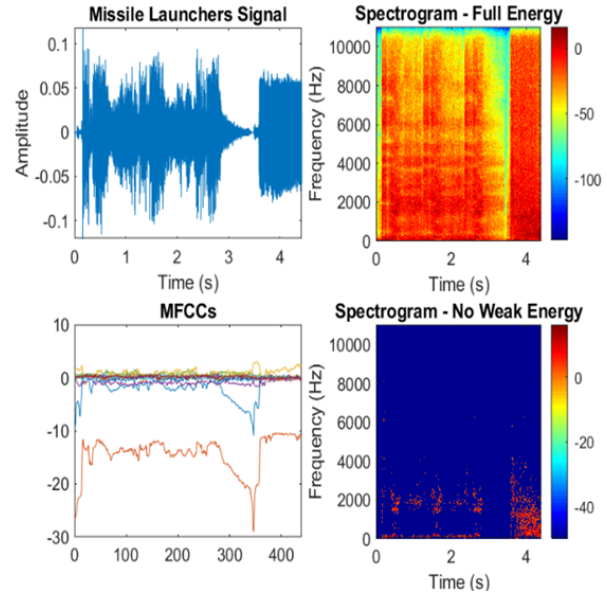 Missile Launchers Signal
0.1
0.05
0
-0.05
-0.1
Amplitude
0 1 2 3 4
Time (s)
Spectrogram - Full Energy
10000
8000
6000
4000
2000
0
Frequency (Hz)
0 2 4
Time (s)
0
-50
-100
MFCCs
10
0
-10
-20
-30
0 100 200 300 400
Spectrogram - No Weak Energy
10000
8000
6000
4000
2000
0
Frequency (Hz)
0 2 4
Time (s)
0
-20
-40